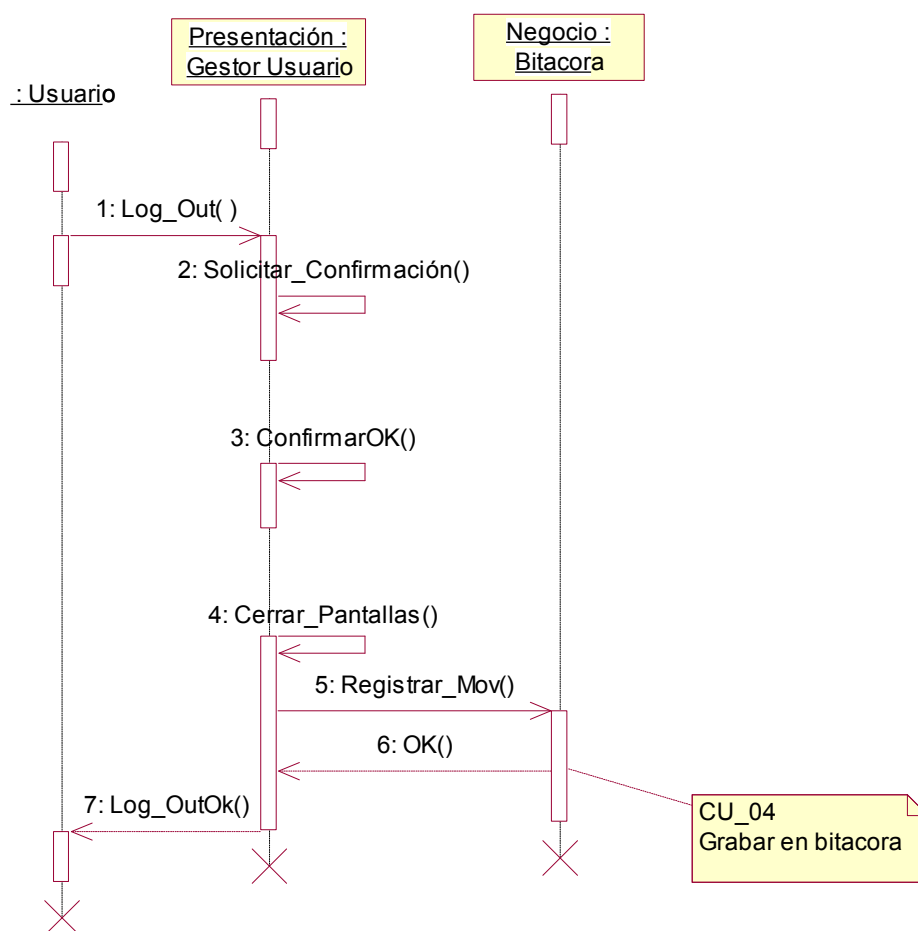 Presentación :
Gestor Usuario
Negocio :
Bitacora
: Usuario
1: Log_Out( )
2: Solicitar_Confirmación()
3: ConfirmarOK()
4: Cerrar_Pantallas()
5: Registrar_Mov()
6: OK()
7: Log_OutOk()
CU_04
Grabar en bitacora